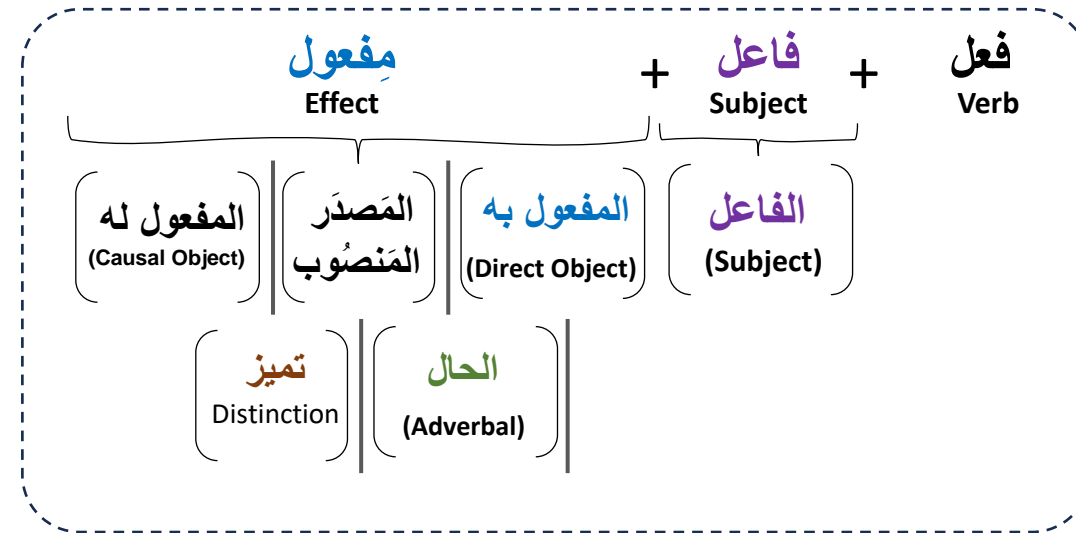 فعل + فاعل + مِفعول
Verb Subject Effect
الفاعل
(Subject)
المفعول به
(Direct Object)
المَصدَر
المَنصُوب
المفعول له
(Causal Object)
الحال
(Adverbal)
تميز
Distinction